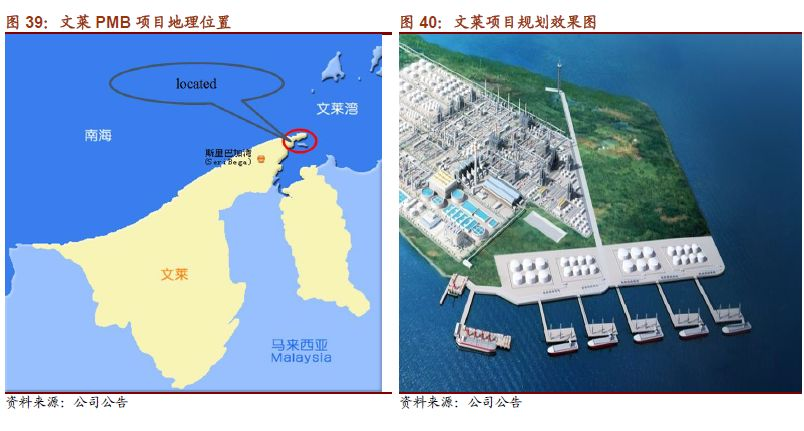 图 39：文莱 PMB 项目地理位置
图 40：文莱项目规划效果图
located
文莱湾
南海
斯里巴加湾
(Seri Bega)
文莱
马来西亚
Malaysia
资料来源：公司公告
资料来源：公司公告